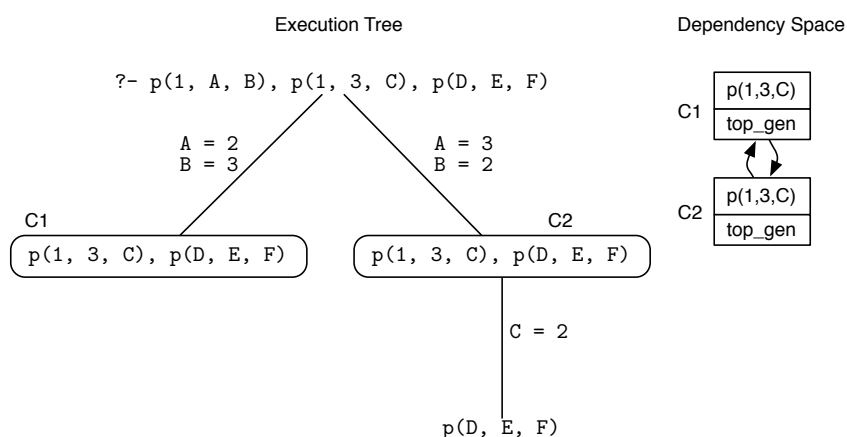 Execution Tree
Dependency Space
?- p(1, A, B), p(1, 3, C), p(D, E, F)
A = 2
B = 3
A = 3
B = 2
C1
p(1,3,C)
top_gen
C2
p(1,3,C)
top_gen
C1
C2
p(1, 3, C), p(D, E, F)
p(1, 3, C), p(D, E, F)
C = 2
p(D, E, F)